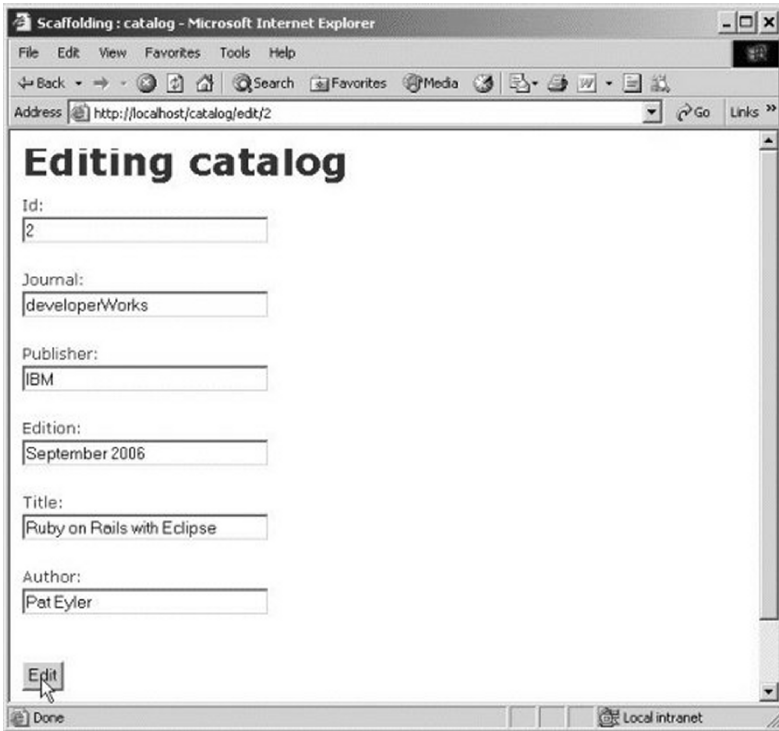 Scaffolding : catalog - Microsoft Internet Explorer
File Edit View Favorites Tools Help
Back Search Favorites Media
Address http://localhost/catalog/edit/2 Go Links »
Editing catalog
Id:
2
Journal:
developerWorks
Publisher:
IBM
Edition:
September 2006
Title:
Ruby on Rails with Eclipse
Author:
Pat Eyler
Edit
Done Local intranet